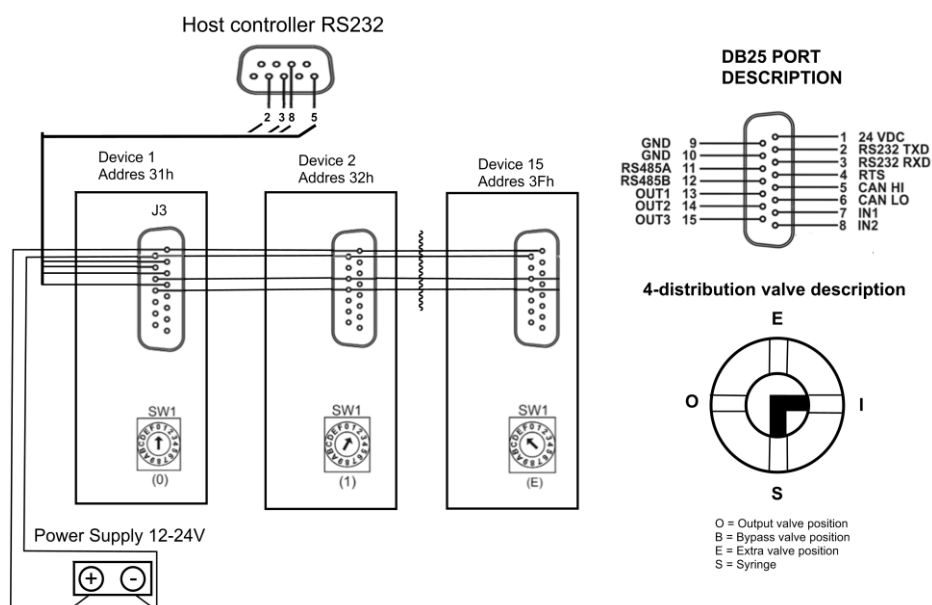 Host controller RS232
2 3 8 5
Device 1
Addres 31h
J3
SW1
0123456789ABCDEF
(0)
Device 2
Addres 32h
SW1
0123456789ABCDEF
(1)
Device 15
Addres 3Fh
SW1
0123456789ABCDEF
(E)
Power Supply 12-24V
+ -
DB25 PORT
DESCRIPTION
GND 9
GND 10
RS485A 11
RS485B 12
OUT1 13
OUT2 14
OUT3 15
1 24 VDC
2 RS232 TXD
3 RS232 RXD
4 RTS
5 CAN HI
6 CAN LO
7 IN1
8 IN2
4-distribution valve description
E
O
I
S
O = Output valve position
B = Bypass valve position
E = Extra valve position
S = Syringe